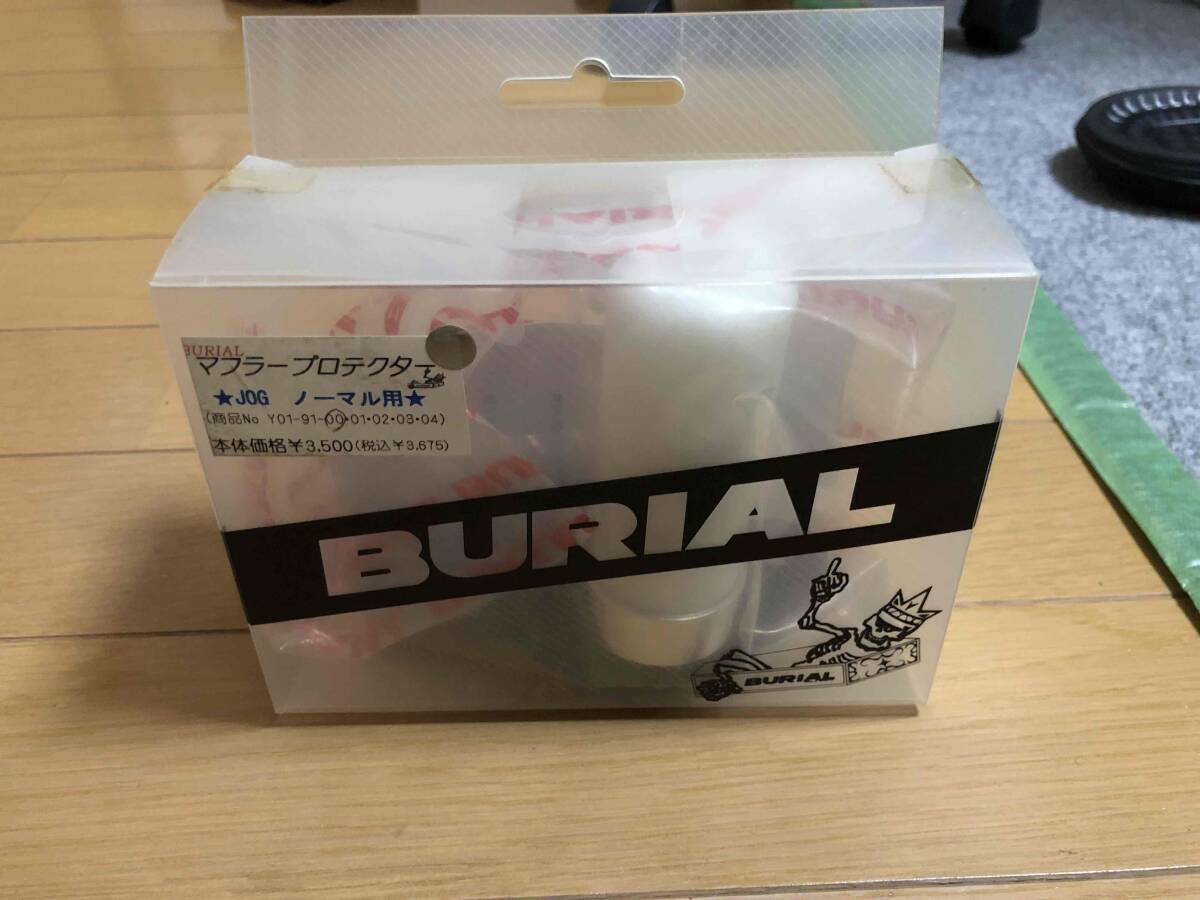 BURIAL
マフラープロテクター
★JOG ノーマル用★
(商品No Y01-91-00・01・02・03・04)
本体価格￥3,500(税込￥3,675)
BURIAL
BURIAL